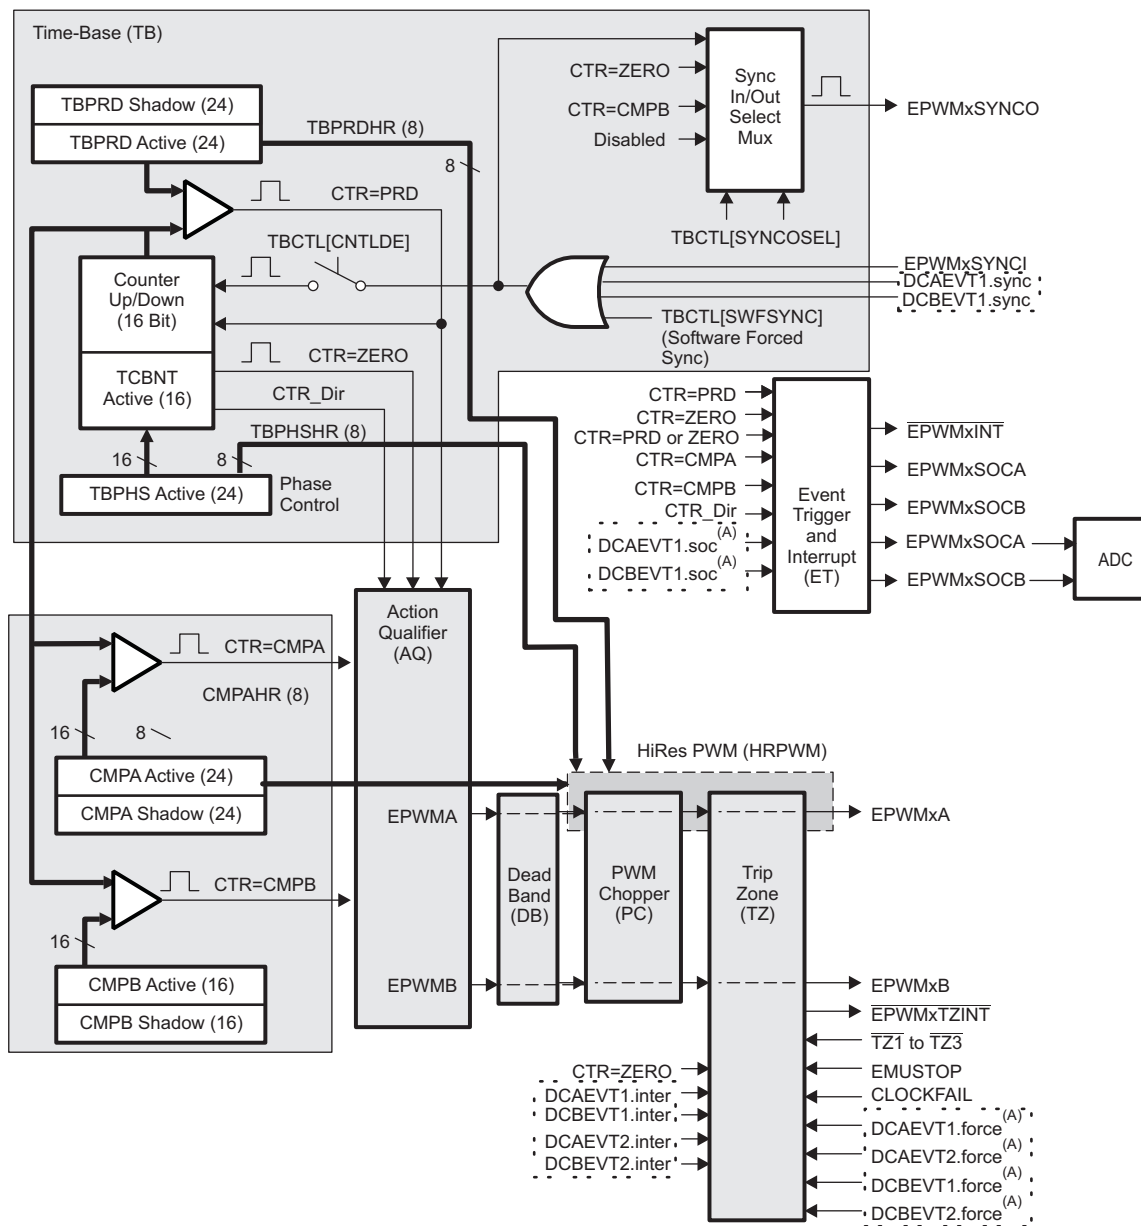 Time-Base (TB)
TBPRD Shadow (24)
TBPRD Active (24)
TBPRDHR (8)
8
CTR=PRD
TBCTL[CNTLDE]
Counter
Up/Down
(16 Bit)
CTR=ZERO
TCBNT
Active (16)
CTR_Dir
TBPHSHR (8)
16
8
TBPHS Active (24)
Phase
Control
CTR=ZERO
CTR=CMPB
Disabled
Sync
In/Out
Select
Mux
EPWMxSYNCO
TBCTL[SYNCOSEL]
EPWMxSYNCI
DCAEVT1.sync
DCBEVT1.sync
TBCTL[SWFSYNC]
(Software Forced
Sync)
CTR=PRD
CTR=ZERO
CTR=PRD or ZERO
CTR=CMPA
CTR=CMPB
CTR_Dir
DCAEVT1.soc(A)
DCBEVT1.soc(A)
Event
Trigger
and
Interrupt
(ET)
EPWMxINT
EPWMxSOCA
EPWMxSOCB
EPWMxSOCA
EPWMxSOCB
ADC
Action
Qualifier
(AQ)
CTR=CMPA
CMPAHR (8)
16
8
CMPA Active (24)
CMPA Shadow (24)
CTR=CMPB
16
CMPB Active (16)
CMPB Shadow (16)
EPWMA
EPWMB
HiRes PWM (HRPWM)
Dead
Band
(DB)
PWM
Chopper
(PC)
Trip
Zone
(TZ)
EPWMxA
EPWMxB
EPWMxTZINT
TZ1 to TZ3
EMUSTOP
CLOCKFAIL
DCAEVT1.force(A)
DCAEVT2.force(A)
DCBEVT1.force(A)
DCBEVT2.force(A)
CTR=ZERO
DCAEVT1.inter
DCBEVT1.inter
DCAEVT2.inter
DCBEVT2.inter